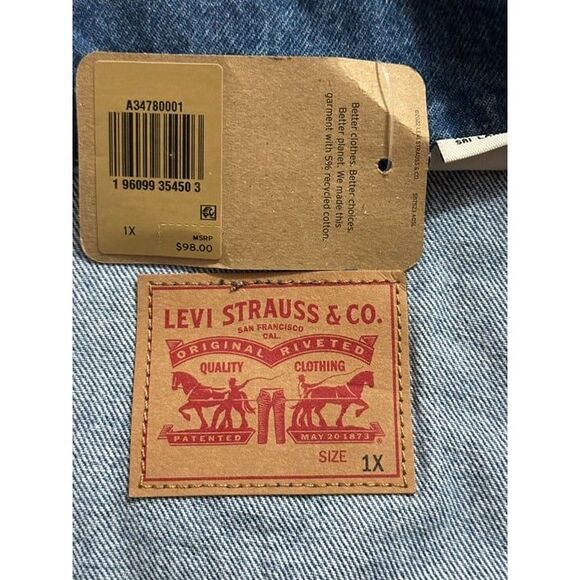 A34780001
1 96099 35450 3
1X
MSRP
$98.00
Better clothes. Better choices.
Better planet. We made this
garment with 5% recycled cotton.
LEVI STRAUSS & CO.
SAN FRANCISCO
CAL.
ORIGINAL RIVETED
QUALITY CLOTHING
PATENTED MAY 20 1873
®
SIZE 1X